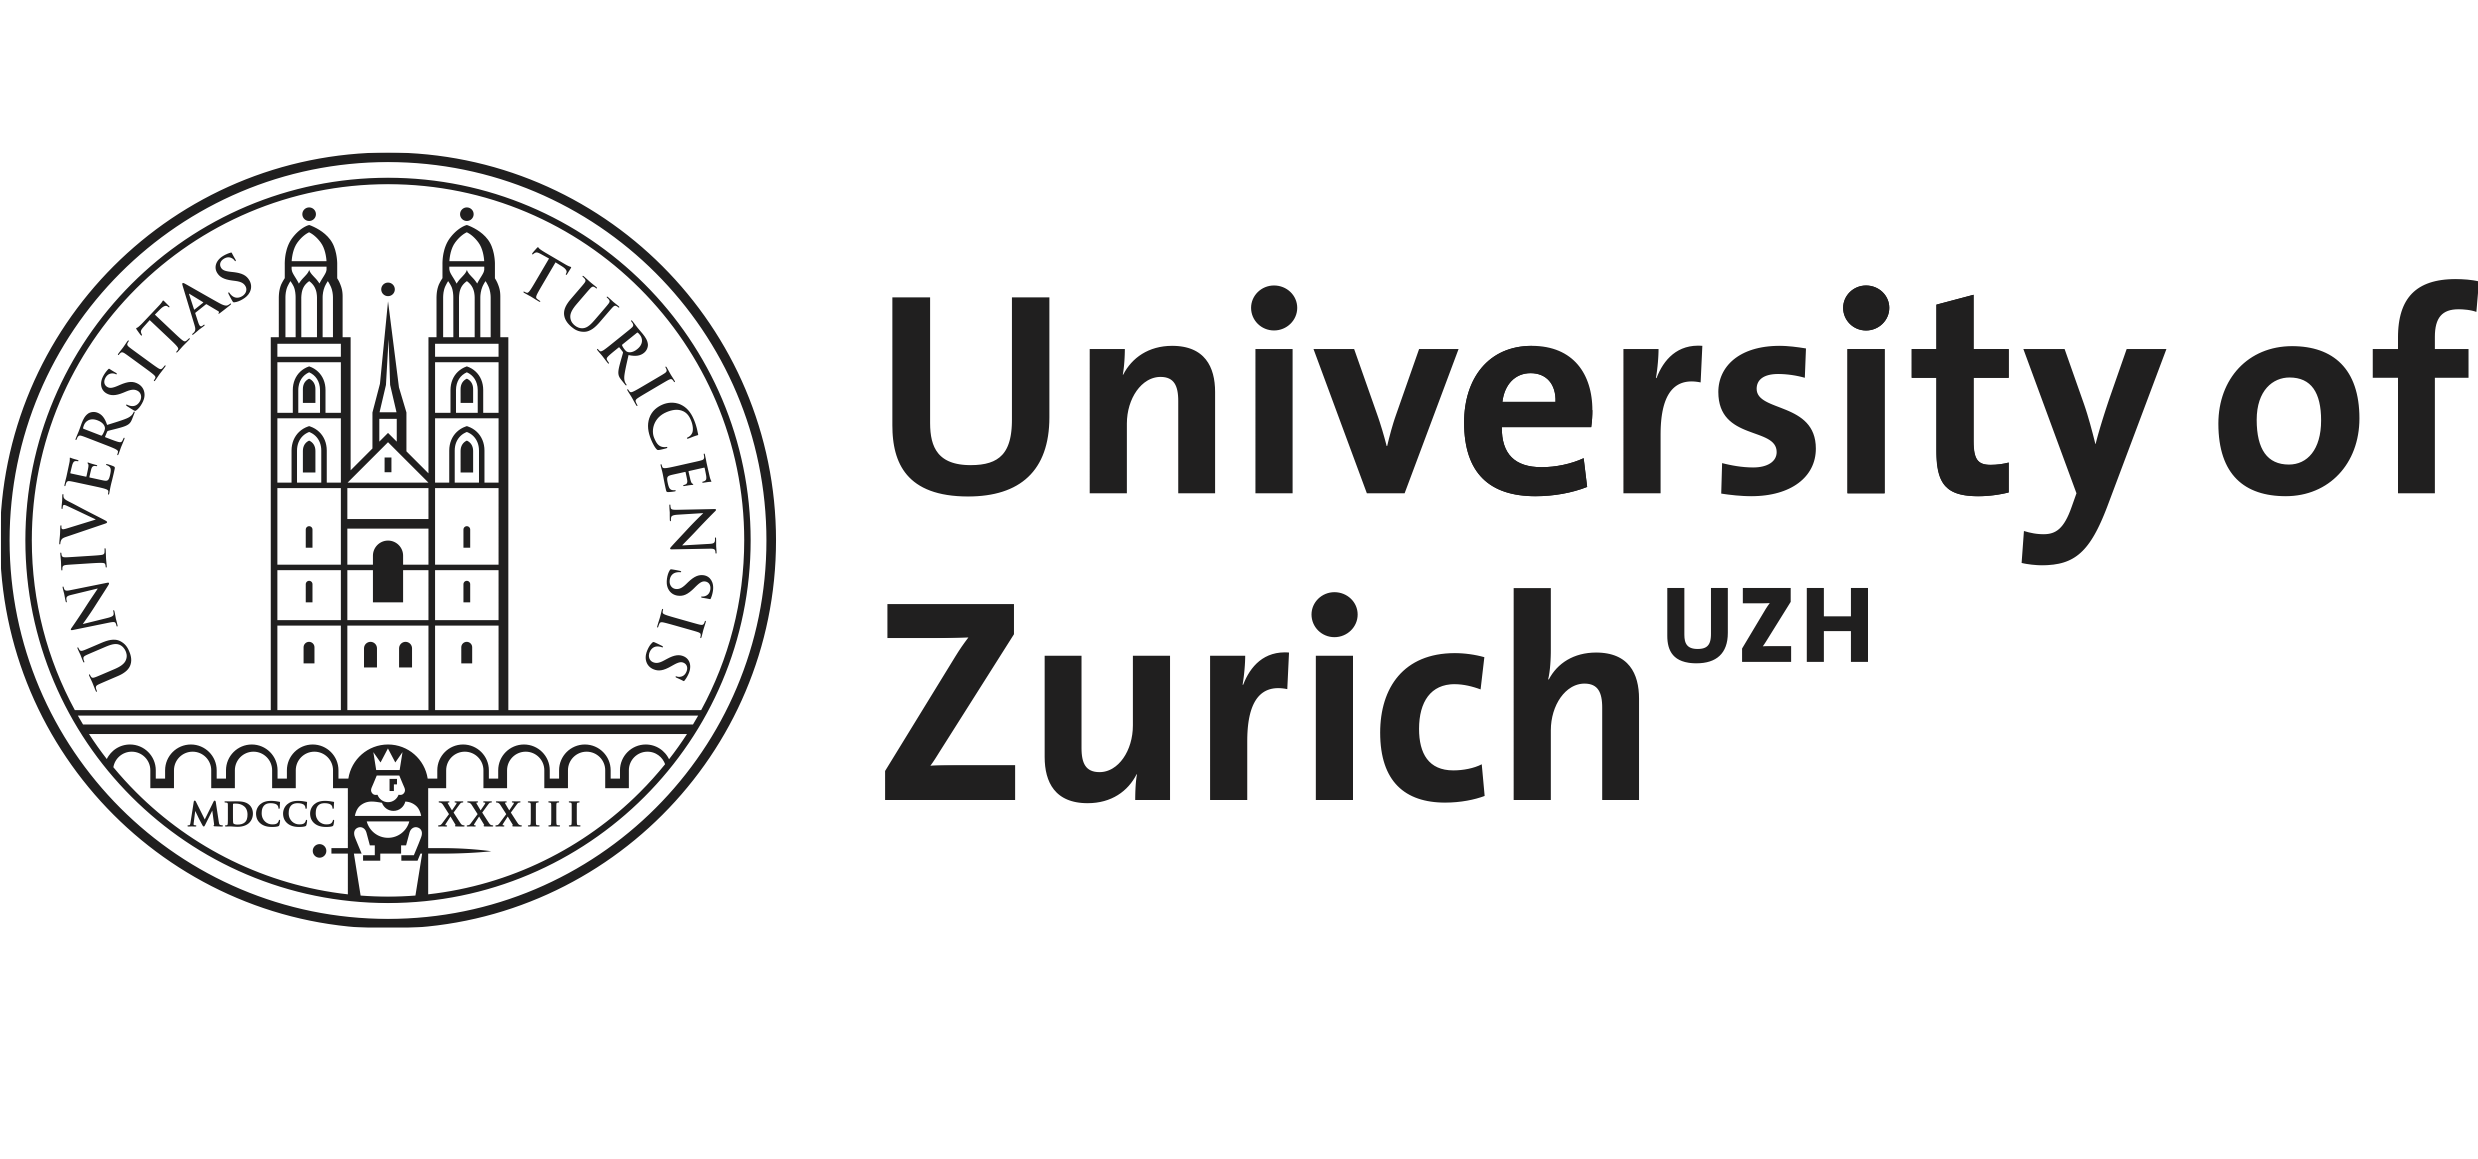 UNIVERSITAS TURICENSIS
MDCCC XXXIII
University of
Zurich UZH